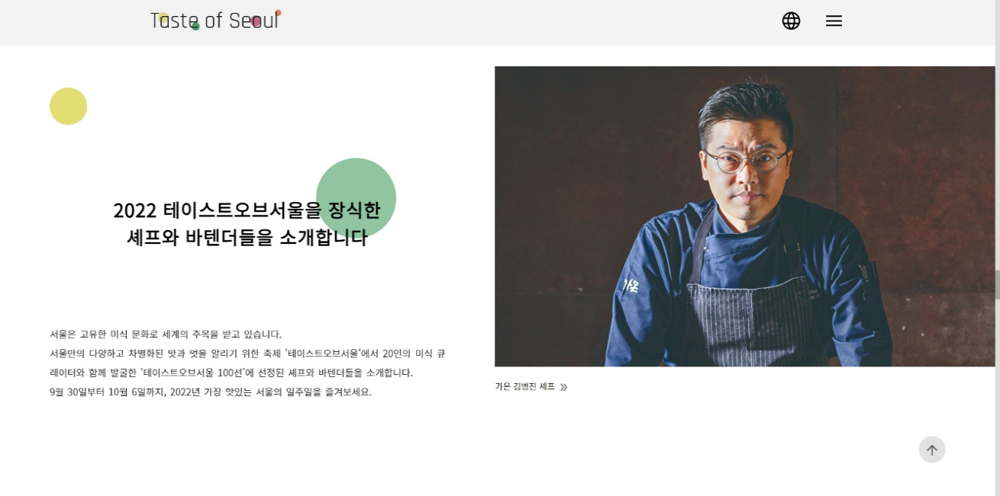 Taste of Seoul
2022 테이스트오브서울을 장식한
셰프와 바텐더들을 소개합니다
서울은 고유한 미식 문화로 세계의 주목을 받고 있습니다.
서울만의 다양하고 차별화된 맛과 멋을 알리기 위한 축제 '테이스트오브서울'에서 20인의 미식 큐
레이터와 함께 발굴한 '테이스트오브서울 100선'에 선정된 셰프와 바텐더들을 소개합니다.
9월 30일부터 10월 6일까지, 2022년 가장 맛있는 서울의 일주일을 즐겨보세요.
가온
가온 김병진 셰프 »